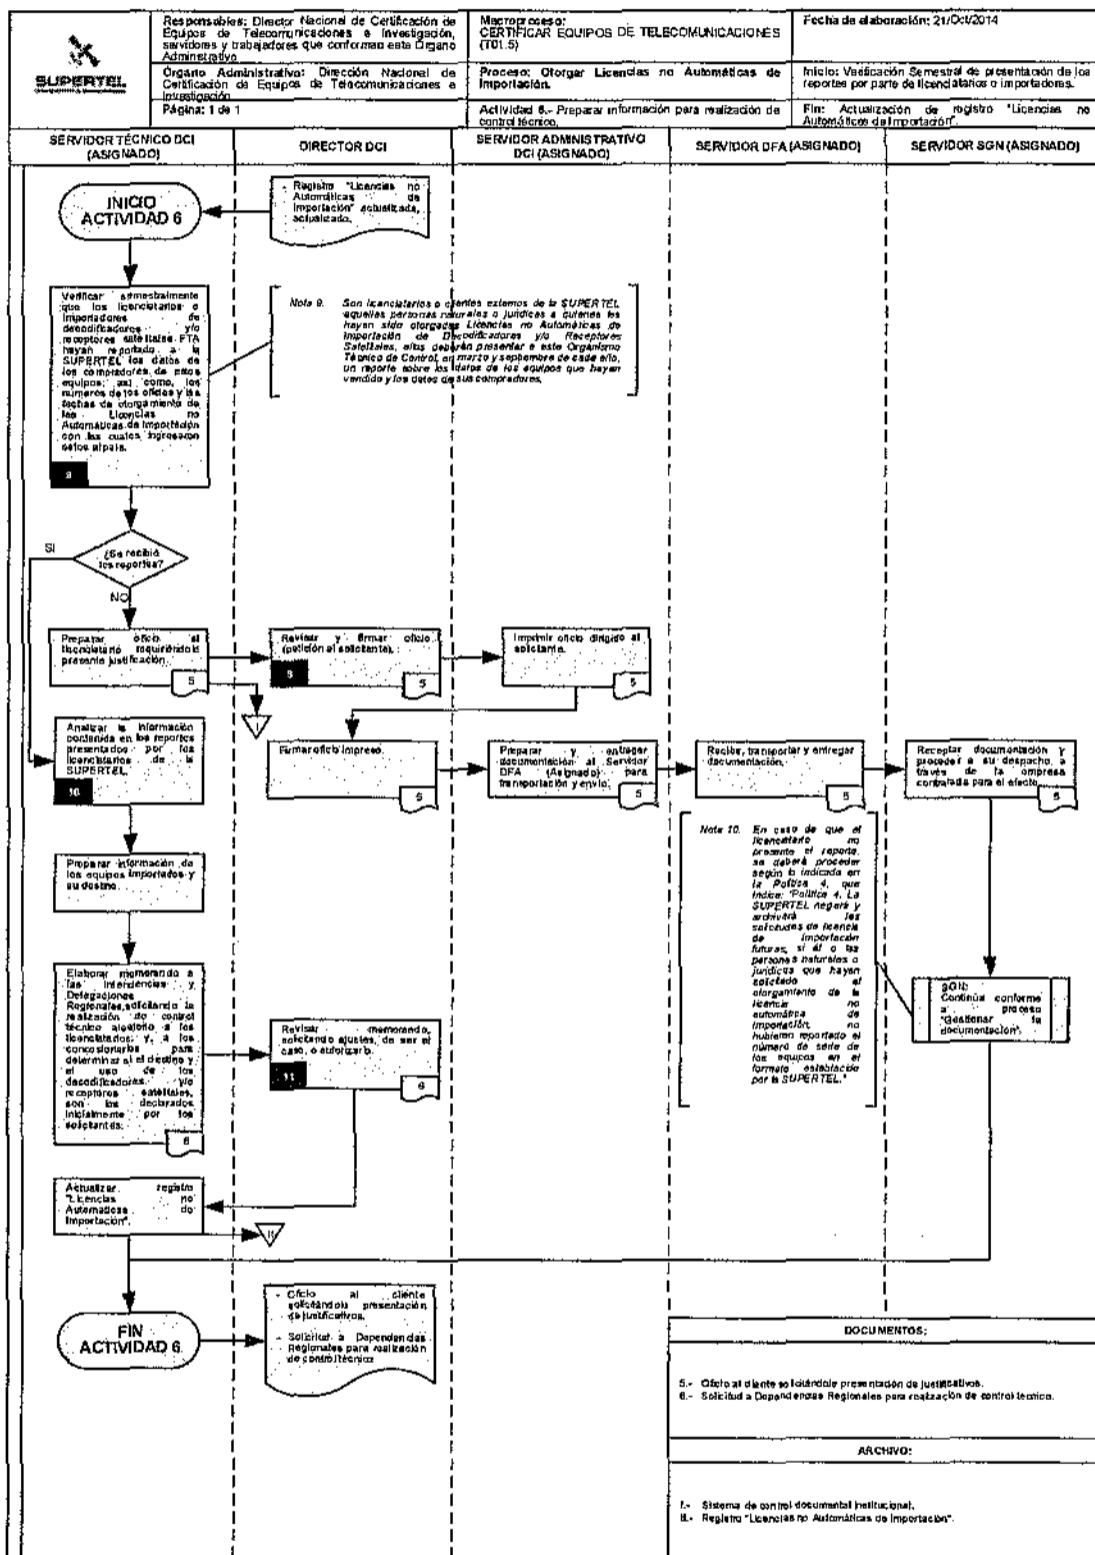 SUPERTEL
Responsables: Director Nacional de Certificación de
Equipos de Telecomunicaciones e Investigación,
servidores y trabajadores que conforman este Órgano
Administrativo
Órgano Administrativo: Dirección Nacional de
Certificación de Equipos de Telecomunicaciones e
Investigación
Página: 1 de 1
Macroproceso:
CERTIFICAR EQUIPOS DE TELECOMUNICACIONES
(T01.5)
Proceso: Otorgar Licencias no Automáticas de
Importación.
Actividad 6.- Preparar información para realización de
control técnico.
Fecha de elaboración: 21/Oct/2014
Inicio: Verificación Semestral de presentación de los
reportes por parte de licenciatarios o importadores.
Fin: Actualización de registro "Licencias no
Automáticas de Importación".
SERVIDOR TÉCNICO DCI
(ASIGNADO)
DIRECTOR DCI
SERVIDOR ADMINISTRATIVO
DCI (ASIGNADO)
SERVIDOR DFA (ASIGNADO)
SERVIDOR SGN (ASIGNADO)
INICIO
ACTIVIDAD 6
- Registro "Licencias no
Automáticas de
Importación" actualizada,
actualizado.
Verificar semestralmente
que los licenciatarios o
importadores de
decodificadores y/o
receptores satelitales FTA
hayan reportado a la
SUPERTEL los datos de
los compradores de estos
equipos; así como, los
números de los oficios y las
fechas de otorgamiento de
las Licencias no
Automáticas de Importación
con las cuales ingresaron
estos al país.
9
Nota 9. Son licenciatarios o clientes externos de la SUPERTEL
aquellas personas naturales o jurídicas a quienes les
hayan sido otorgadas Licencias no Automáticas de
Importación de Decodificadores y/o Receptores
Satelitales, ellos deberán presentar a este Organismo
Técnico de Control, en marzo y septiembre de cada año,
un reporte sobre los datos de los equipos que hayan
vendido y los datos de sus compradores.
¿Se recibió
los reportes?
SI
NO
Preparar oficio al
licenciatario requiriéndole
presente justificación.
5
Revisar y firmar oficio
(petición al solicitante).
5
Imprimir oficio dirigido al
solicitante.
5
I
Analizar la información
contenida en los reportes
presentados por los
licenciatarios de la
SUPERTEL.
10
Firmar oficio impreso.
5
Preparar y entregar
documentación al Servidor
DFA (Asignado) para
transportación y envío.
5
Recibir, transportar y entregar
documentación.
5
Receptar documentación y
proceder a su despacho, a
través de la empresa
contratada para el efecto.
5
Preparar información de
los equipos importados y
su destino.
Nota 10. En caso de que el
licenciatario no
presente el reporte,
se deberá proceder
según lo indicado en
la Política 4, que
indica: "Política 4. La
SUPERTEL negará y
archivará las
solicitudes de licencia
de importación
futuras, si él o las
personas naturales o
jurídicas que hayan
solicitado el
otorgamiento de la
licencia no
automática de
importación, no
hubieran reportado el
número de serie de
los equipos en el
formato establecido
por la SUPERTEL."
Elaborar memorando a
las Intendencias y
Delegaciones
Regionales, solicitando la
realización de control
técnico aleatorio a los
licenciatarios; y, a los
concesionarios para
determinar si el destino y
el uso de los
decodificadores y/o
receptores satelitales,
son los declarados
inicialmente por los
solicitantes.
6
Revisar memorando,
solicitando ajustes, de ser el
caso, o autorizarlo.
11
6
SGN:
Continúa conforme
a proceso
"Gestionar la
documentación".
Actualizar registro
"Licencias no
Automáticas de
Importación".
II
FIN
ACTIVIDAD 6
- Oficio al cliente
solicitándole presentación
de justificativos.
- Solicitud a Dependencias
Regionales para realización
de control técnico
DOCUMENTOS:
5.- Oficio al cliente solicitándole presentación de justificativos.
6.- Solicitud a Dependencias Regionales para realización de control técnico.
ARCHIVO:
I.- Sistema de control documental institucional.
II.- Registro "Licencias no Automáticas de Importación".